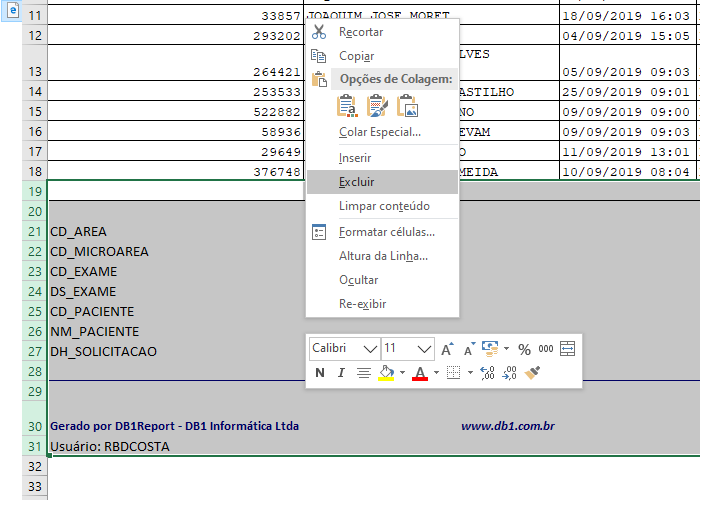 11 33857 JOAQUIM JOSE MORET 18/09/2019 16:03
12 293202 04/09/2019 15:05
LVES
13 264421 05/09/2019 09:03
14 253533 ASTILHO 25/09/2019 09:01
15 522882 NO 09/09/2019 09:00
16 58936 EVAM 09/09/2019 09:03
17 29649 O 11/09/2019 13:01
18 376748 MEIDA 10/09/2019 08:04
Recortar
Copiar
Opções de Colagem:
Colar Especial...
Inserir
Excluir
Limpar conteúdo
Formatar células...
Altura da Linha...
Ocultar
Re-exibir
19
20
21 CD_AREA
22 CD_MICROAREA
23 CD_EXAME
24 DS_EXAME
25 CD_PACIENTE
26 NM_PACIENTE
27 DH_SOLICITACAO
Calibri 11 A A % 000
N I A ,00 ,00
28
29
30 Gerado por DB1Report - DB1 Informática Ltda www.db1.com.br
31 Usuário: RBDCOSTA
32
33